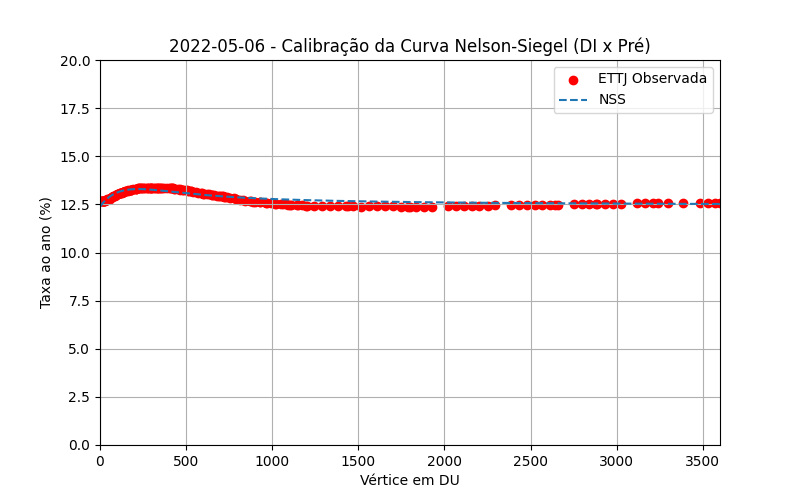 2022-05-06 - Calibração da Curva Nelson-Siegel (DI x Pré)
ETTJ Observada
NSS
Taxa ao ano (%)
20.0
17.5
15.0
12.5
10.0
7.5
5.0
2.5
0.0
0 500 1000 1500 2000 2500 3000 3500
Vértice em DU